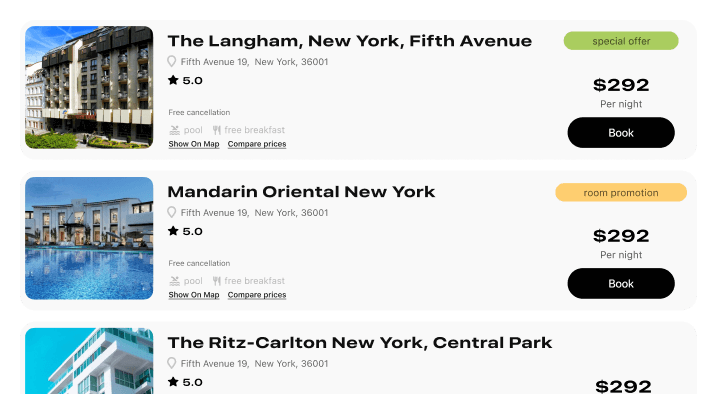 The Langham, New York, Fifth Avenue
special offer
Fifth Avenue 19, New York, 36001
5.0
$292
Per night
Free cancellation
pool free breakfast
Book
Show On Map Compare prices
Mandarin Oriental New York
room promotion
Fifth Avenue 19, New York, 36001
5.0
$292
Per night
Free cancellation
pool free breakfast
Book
Show On Map Compare prices
The Ritz-Carlton New York, Central Park
Fifth Avenue 19, New York, 36001
5.0
$292